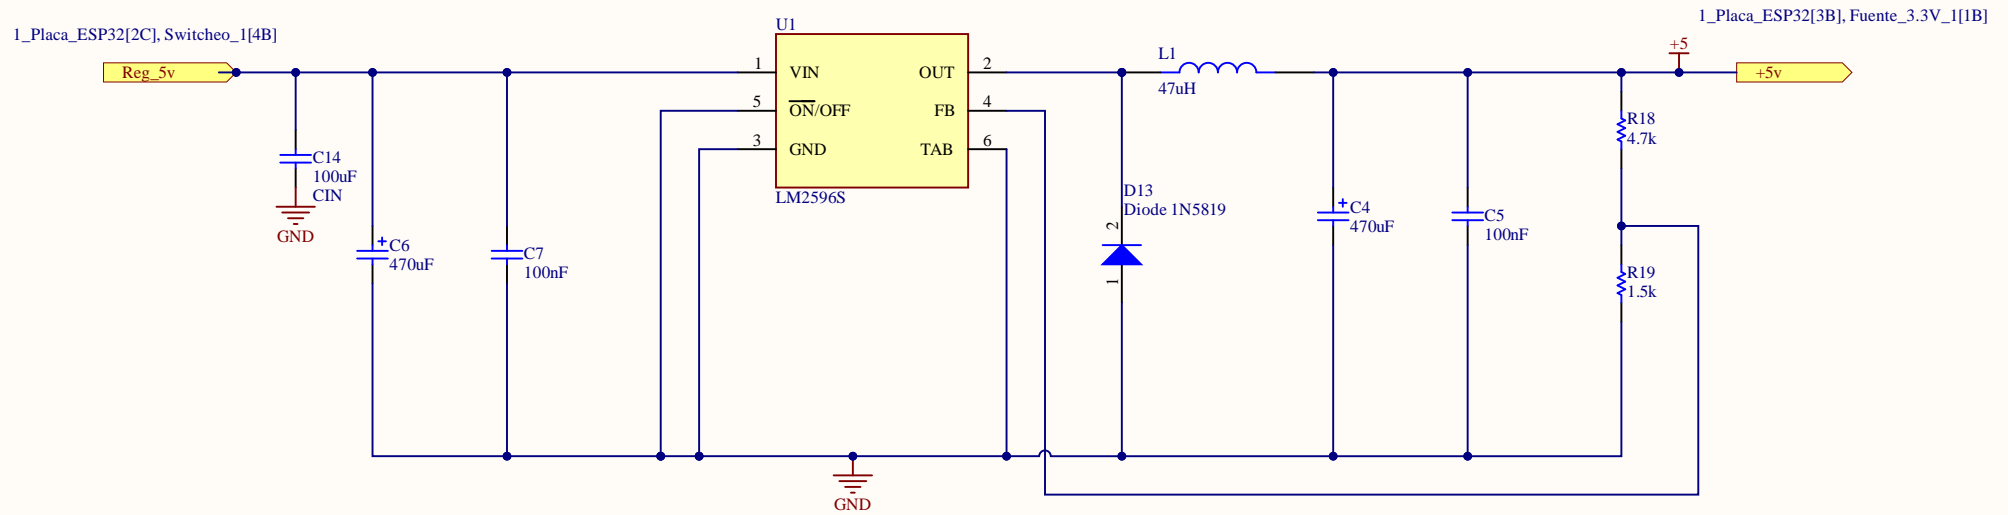 1_Placa_ESP32[2C], Switcheo_1[4B]
Reg_5v
C14
100uF
CIN
GND
C6
470uF
C7
100nF
U1
1 VIN OUT 2
5 ON/OFF FB 4
3 GND TAB 6
LM2596S
GND
L1
47uH
D13
Diode 1N5819
2
1
C4
470uF
C5
100nF
1_Placa_ESP32[3B], Fuente_3.3V_1[1B]
+5
+5v
R18
4.7k
R19
1.5k